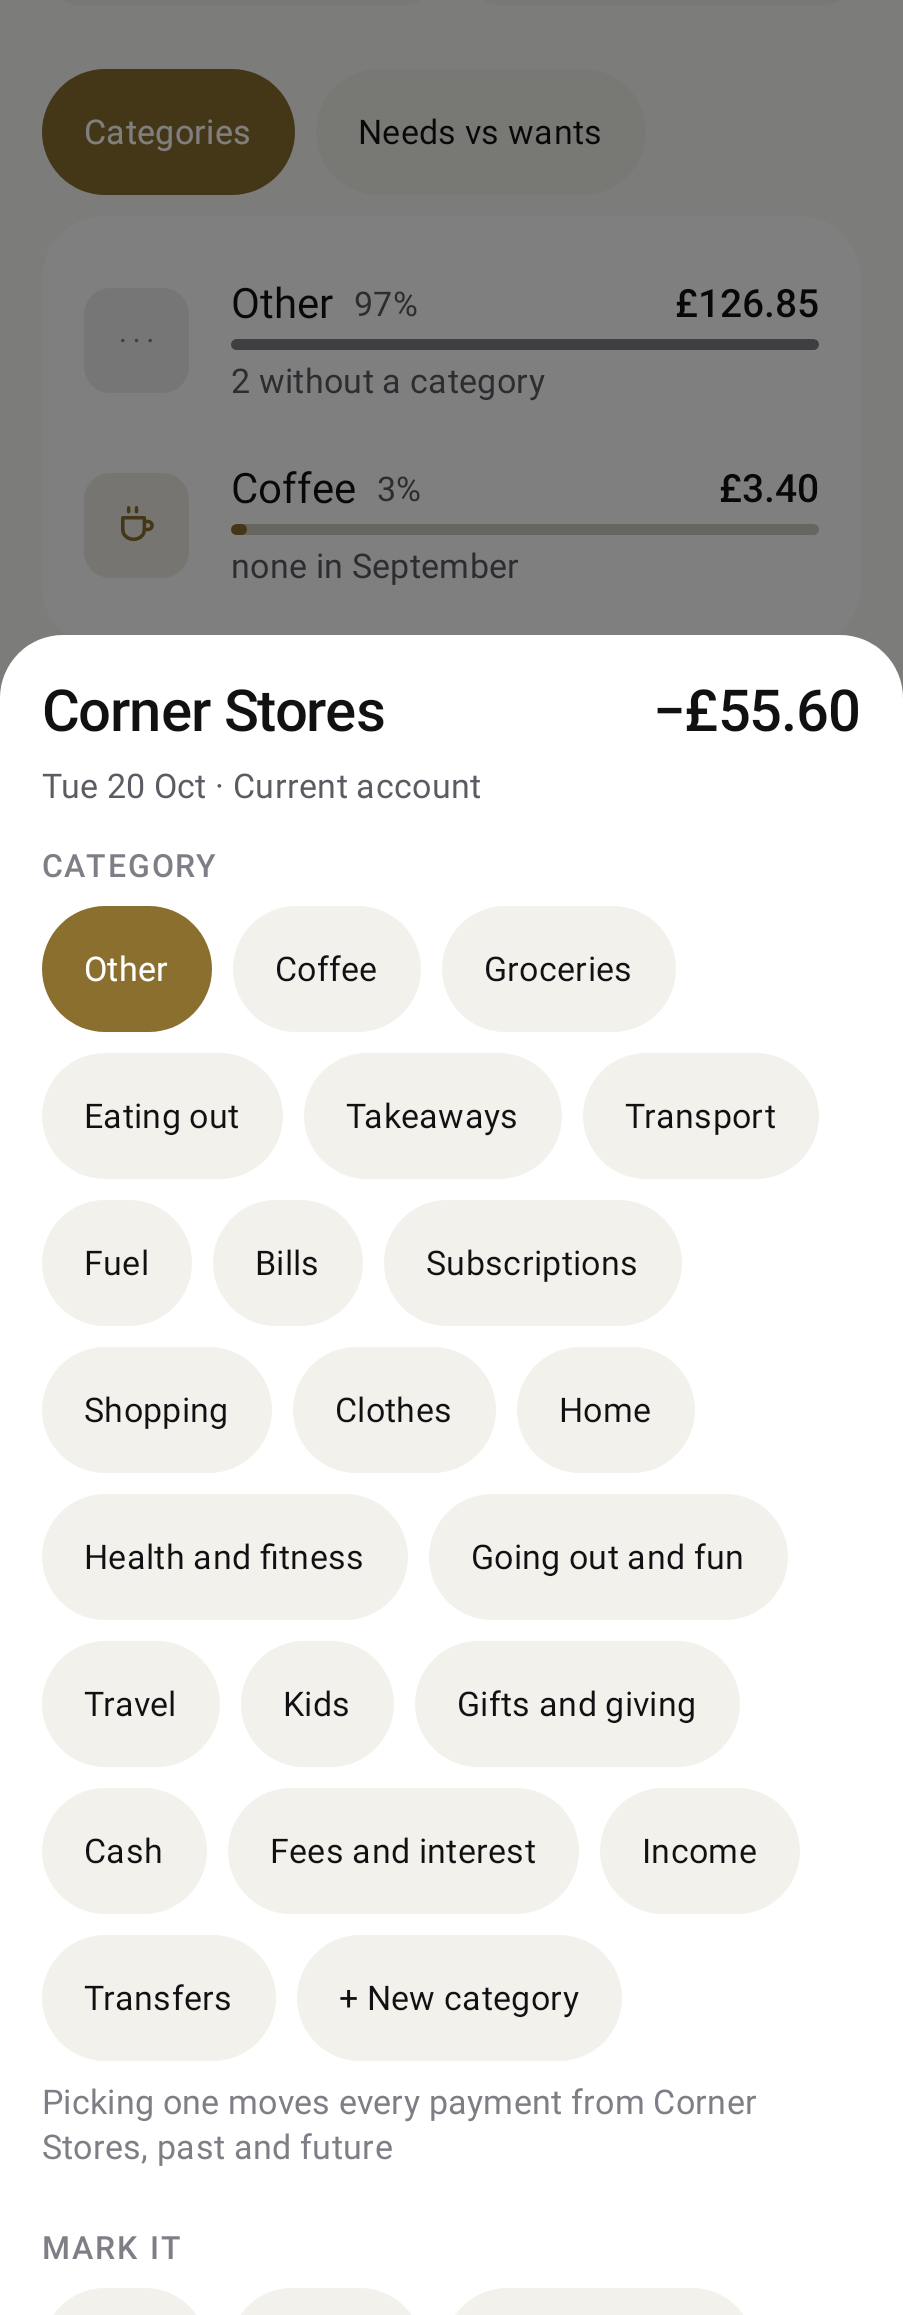 Categories Needs vs wants
Other 97% £126.85
2 without a category
Coffee 3% £3.40
none in September
Corner Stores −£55.60
Tue 20 Oct · Current account
CATEGORY
Other Coffee Groceries
Eating out Takeaways Transport
Fuel Bills Subscriptions
Shopping Clothes Home
Health and fitness Going out and fun
Travel Kids Gifts and giving
Cash Fees and interest Income
Transfers + New category
Picking one moves every payment from Corner
Stores, past and future
MARK IT